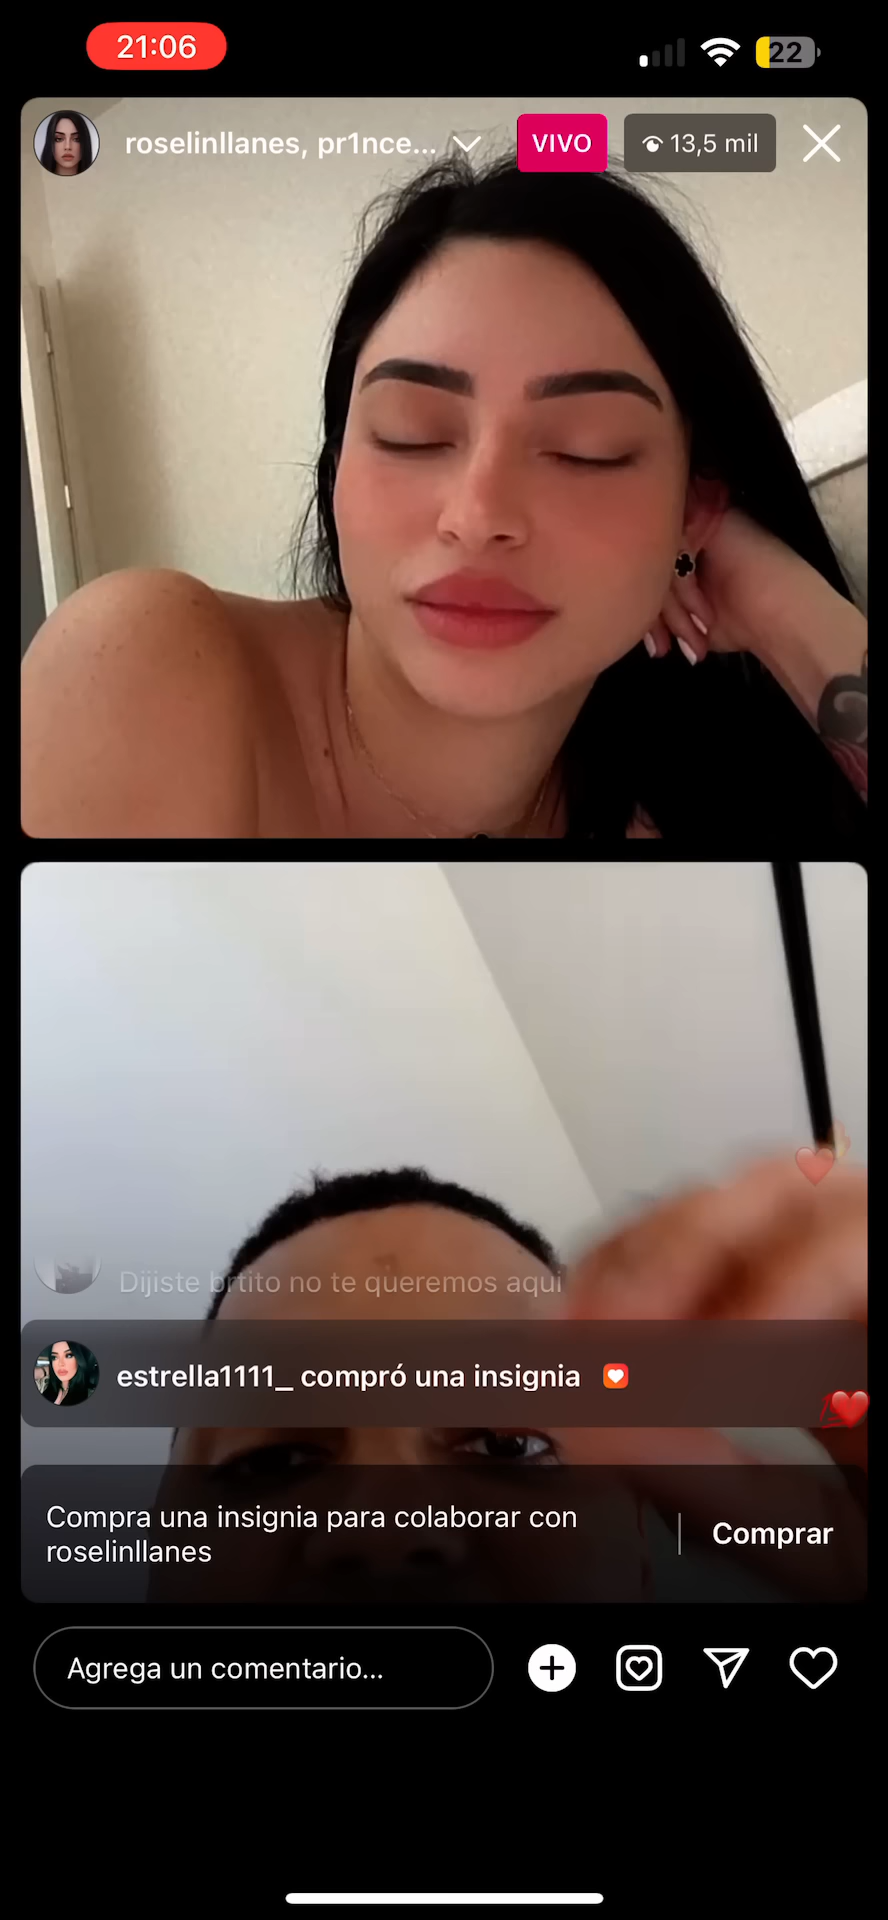 21:06
22
roselinllanes, pr1nce...
VIVO
13,5 mil
Dijiste brtito no te queremos aqui
estrella1111_ compró una insignia
Compra una insignia para colaborar con
roselinllanes
Comprar
Agrega un comentario...